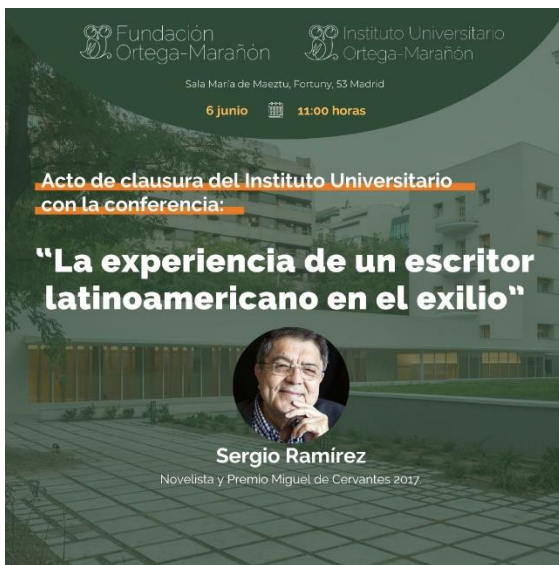 Fundación
Ortega-Marañón
Instituto Universitario
Ortega-Marañón
Sala María de Maeztu, Fortuny, 53 Madrid
6 junio 11:00 horas
Acto de clausura del Instituto Universitario
con la conferencia:
“La experiencia de un escritor
latinoamericano en el exilio”
Sergio Ramírez
Novelista y Premio Miguel de Cervantes 2017.